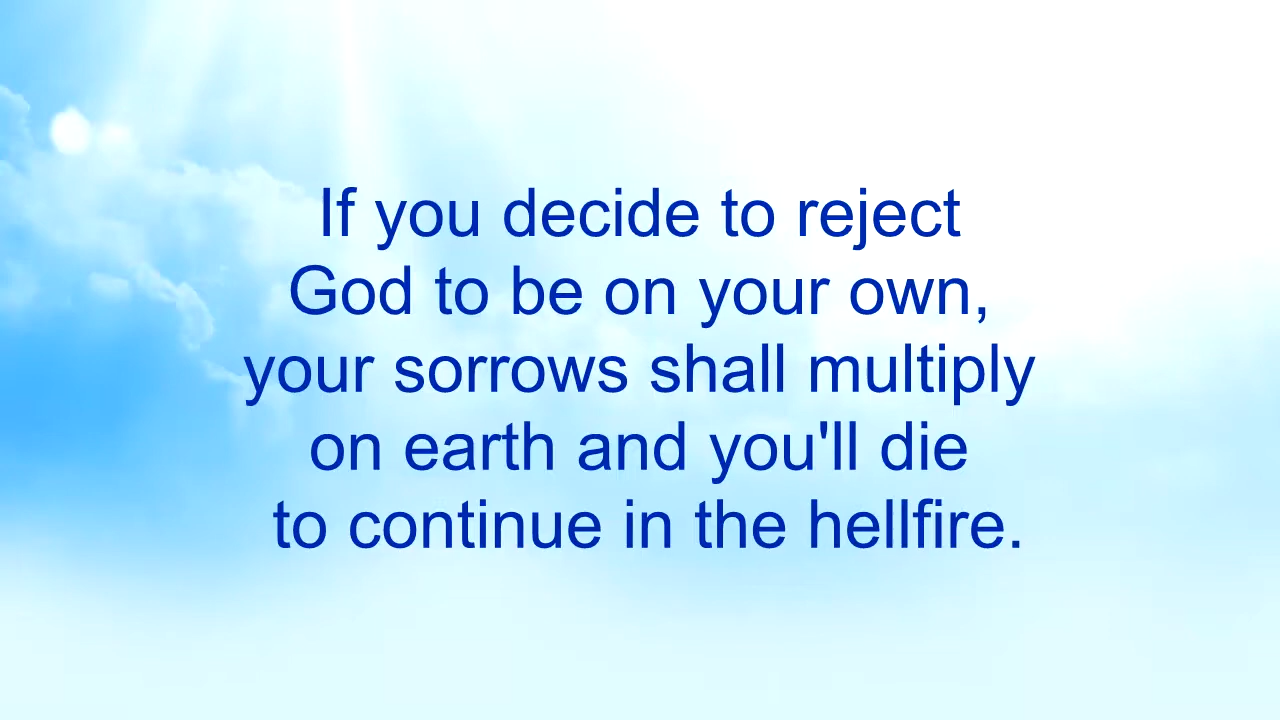 If you decide to reject
God to be on your own,
your sorrows shall multiply
on earth and you'll die
to continue in the hellfire.